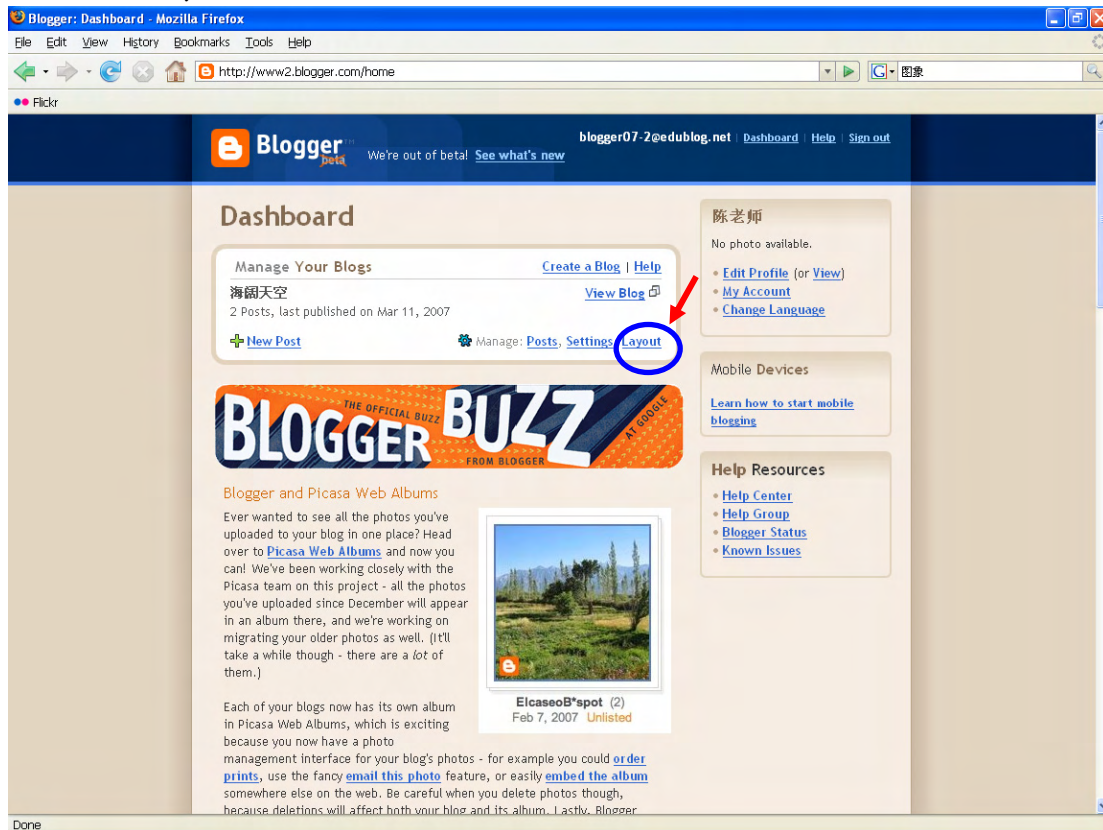 Blogger: Dashboard - Mozilla Firefox
File Edit View History Bookmarks Tools Help
http://www2.blogger.com/home
G 图象
Flickr
Blogger beta
We're out of beta! See what's new
blogger07-2@edublog.net | Dashboard | Help | Sign out
Dashboard
Manage Your Blogs
Create a Blog | Help
海阔天空
View Blog
2 Posts, last published on Mar 11, 2007
New Post
Manage: Posts, Settings, Layout
THE OFFICIAL BUZZ
BLOGGER BUZZ
FROM BLOGGER
AT GOOGLE
Blogger and Picasa Web Albums
Ever wanted to see all the photos you've
uploaded to your blog in one place? Head
over to Picasa Web Albums and now you
can! We've been working closely with the
Picasa team on this project - all the photos
you've uploaded since December will appear
in an album there, and we're working on
migrating your older photos as well. (It'll
take a while though - there are a lot of
them.)
ElcaseoB*spot (2)
Feb 7, 2007 Unlisted
Each of your blogs now has its own album
in Picasa Web Albums, which is exciting
because you now have a photo
management interface for your blog's photos - for example you could order
prints, use the fancy email this photo feature, or easily embed the album
somewhere else on the web. Be careful when you delete photos though,
because deletions will affect both your blog and its album. Lastly, Blogger
陈老师
No photo available.
Edit Profile (or View)
My Account
Change Language
Mobile Devices
Learn how to start mobile
blogging
Help Resources
Help Center
Help Group
Blogger Status
Known Issues
Done